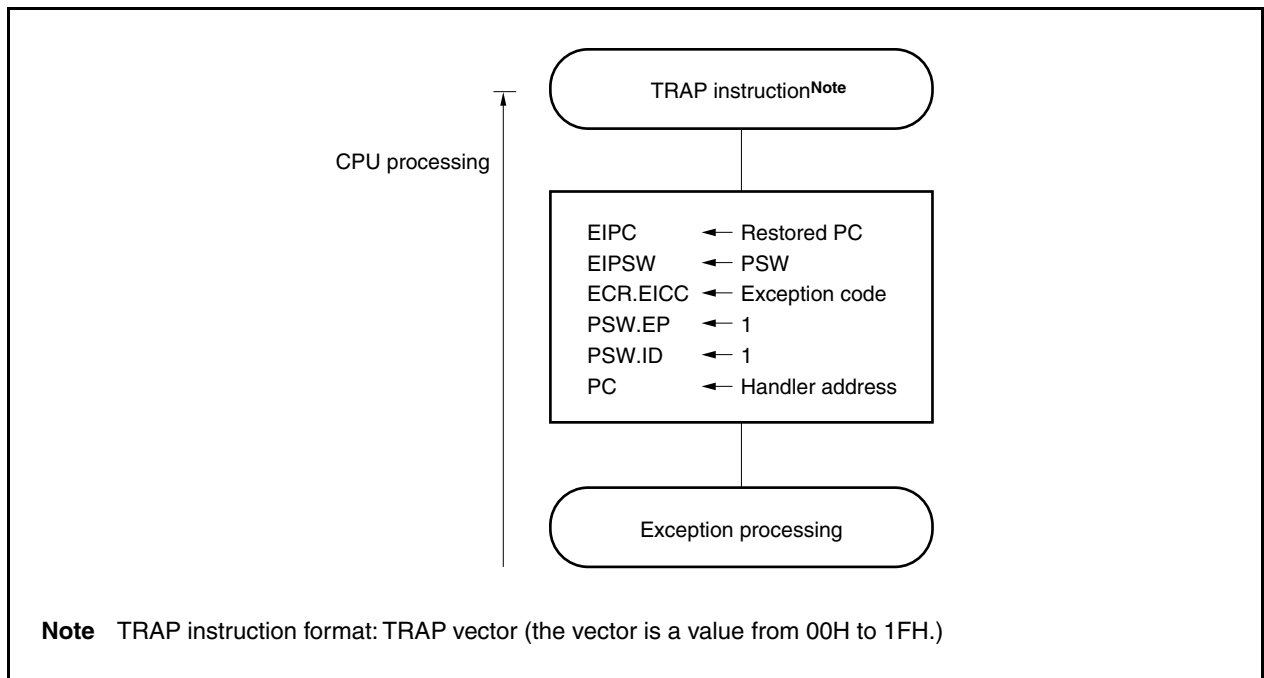 TRAP instructionNote
CPU processing
EIPC ← Restored PC
EIPSW ← PSW
ECR.EICC ← Exception code
PSW.EP ← 1
PSW.ID ← 1
PC ← Handler address
Exception processing
Note TRAP instruction format: TRAP vector (the vector is a value from 00H to 1FH.)